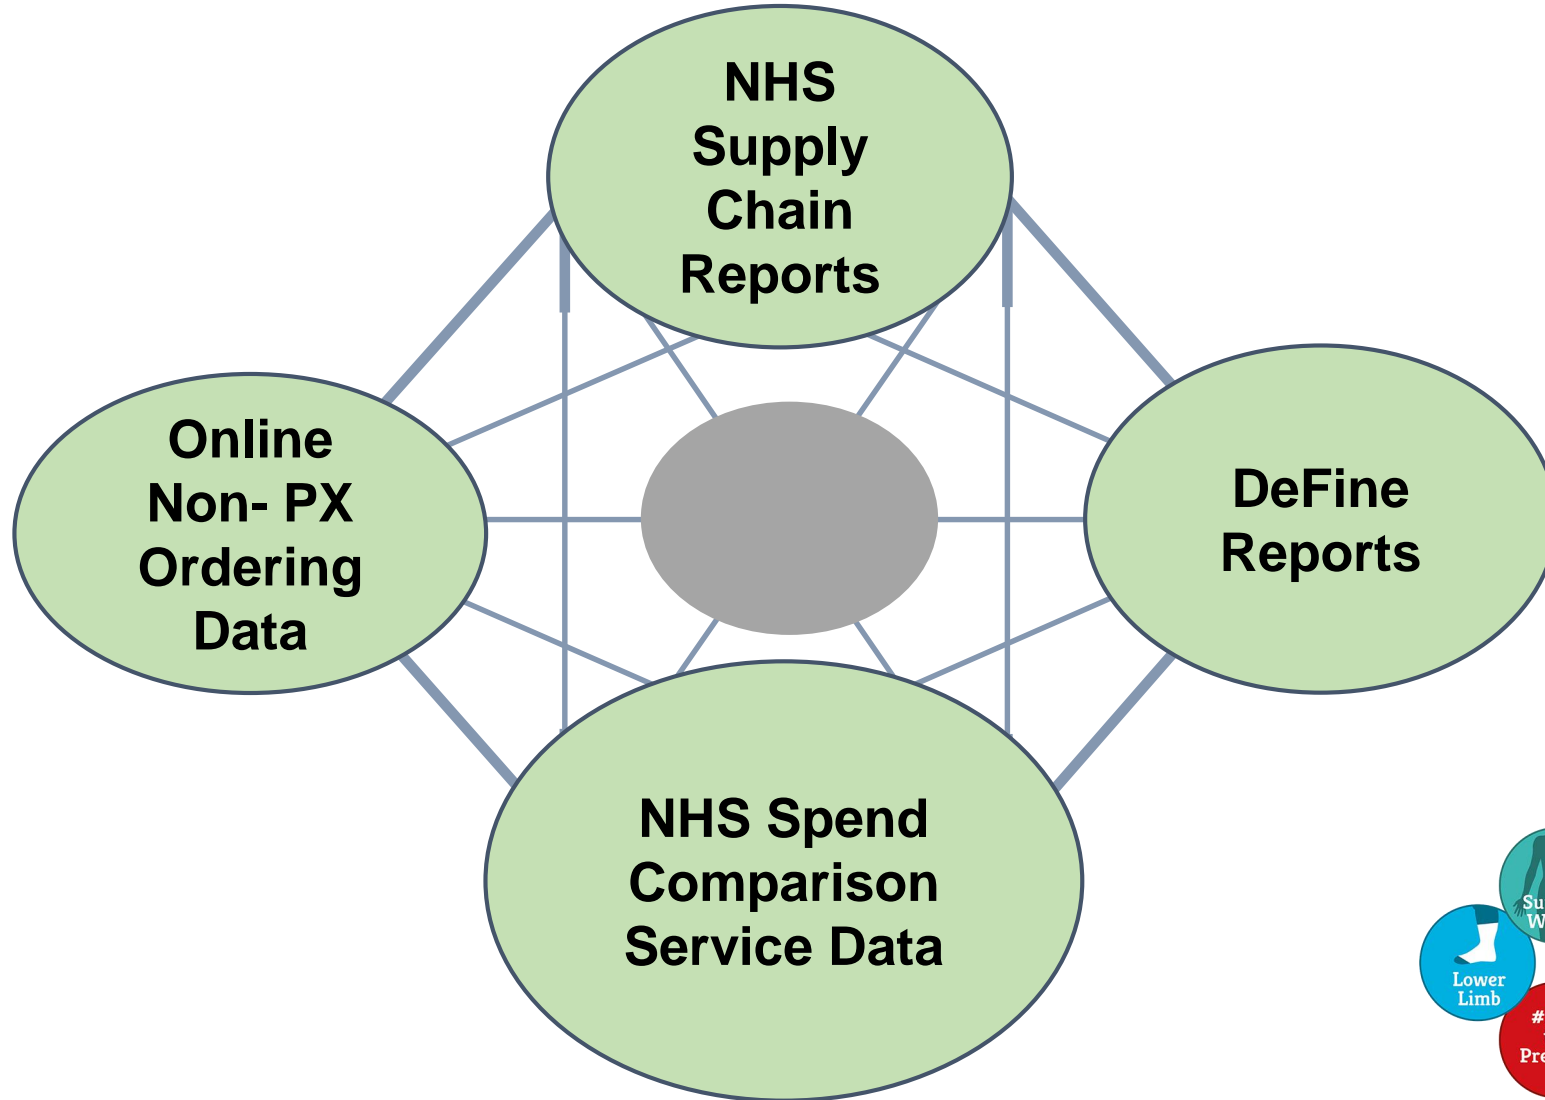 NHS
Supply
Chain
Reports
Online
Non- PX
Ordering
Data
DeFine
Reports
NHS Spend
Comparison
Service Data
Lower
Limb